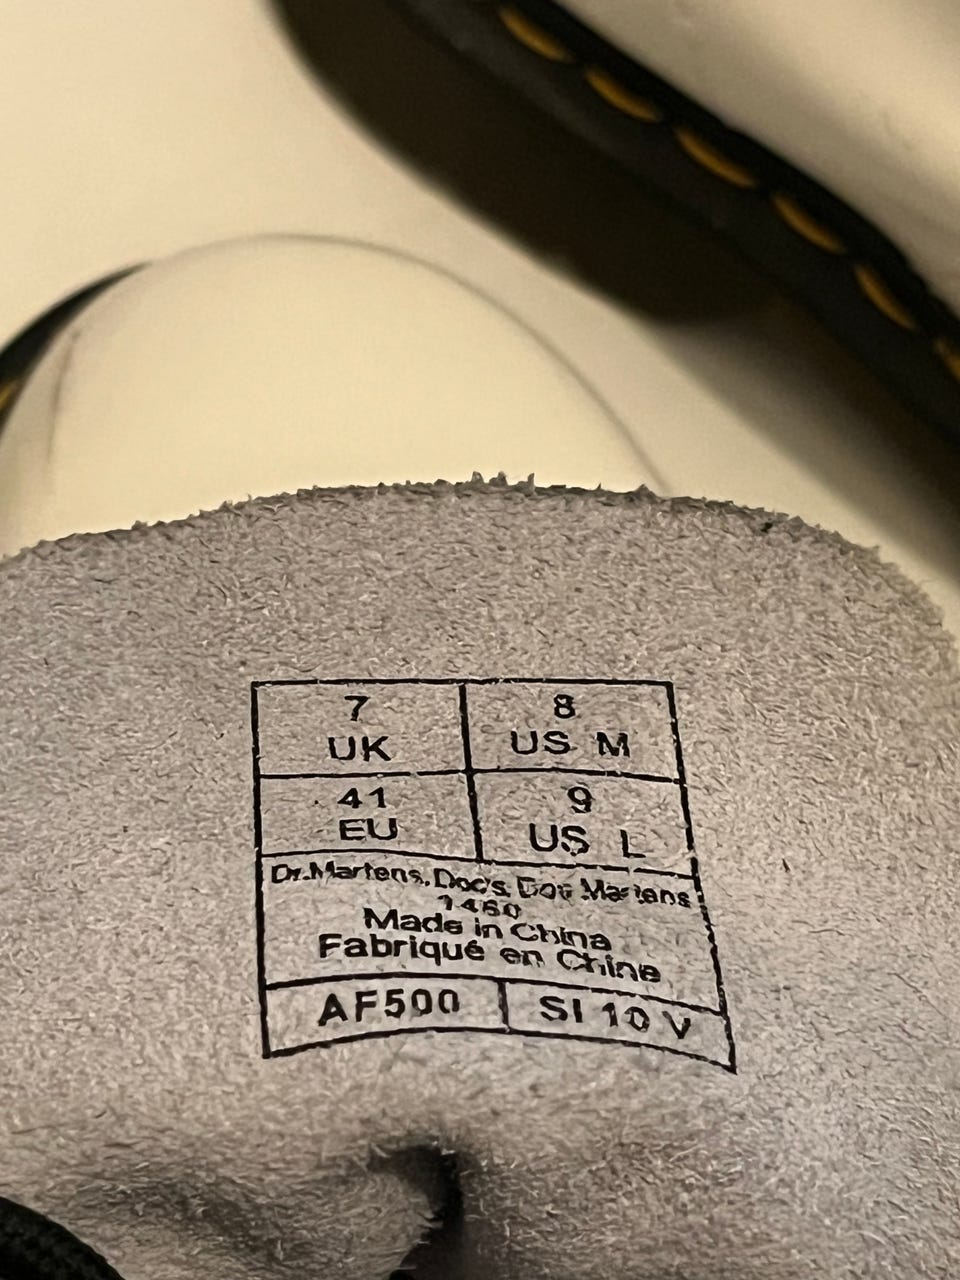 7
UK
8
US M
41
EU
9
US L
Dr.Martens, Doc's, Doc Martens
1460
Made in China
Fabriqué en Chine
AF500
SI 10 V